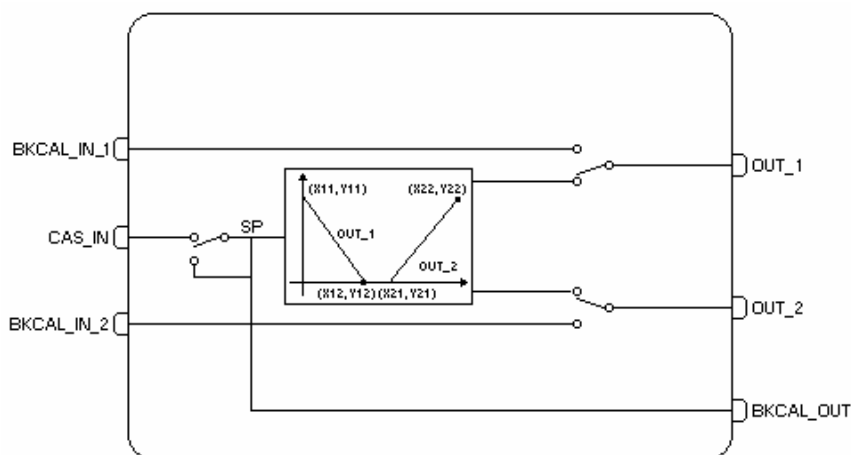 BKCAL_IN_1
OUT_1
(X11,Y11) (X22,Y22)
CAS_IN
SP
OUT_1
OUT_2
(X12,Y12)(X21,Y21)
BKCAL_IN_2
OUT_2
BKCAL_OUT